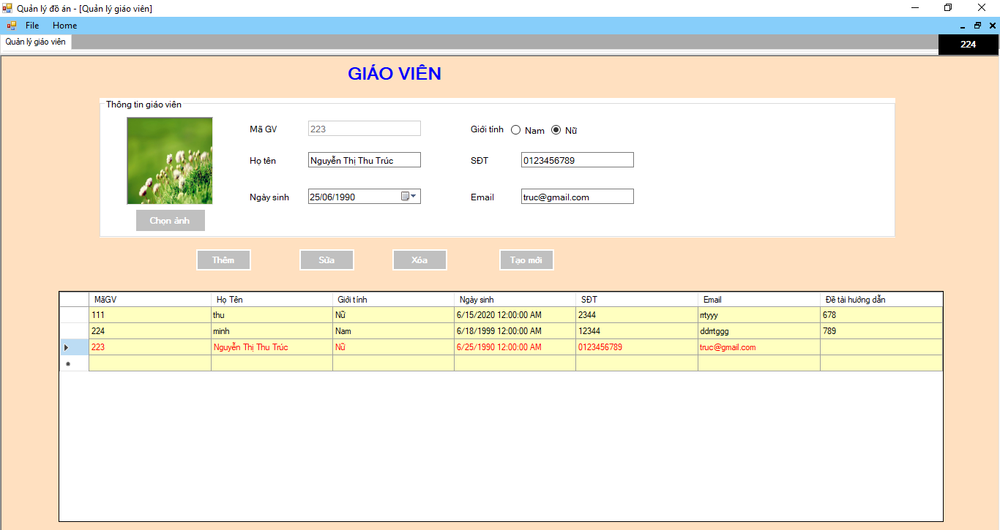 Quản lý đồ án - [Quản lý giáo viên]
File Home
Quản lý giáo viên
224
GIÁO VIÊN
Thông tin giáo viên
Mã GV 223 Giới tính Nam Nữ
Họ tên Nguyễn Thị Thu Trúc SĐT 0123456789
Ngày sinh 25/06/1990 Email truc@gmail.com
Chọn ảnh
Thêm Sửa Xóa Tạo mới
MãGV Họ Tên Giới tính Ngày sinh SĐT Email Đề tài hướng dẫn
111 thu Nữ 6/15/2020 12:00:00 AM 2344 rrtyyy 678
224 minh Nam 6/18/1999 12:00:00 AM 12344 ddrrtggg 789
223 Nguyễn Thị Thu Trúc Nữ 6/25/1990 12:00:00 AM 0123456789 truc@gmail.com